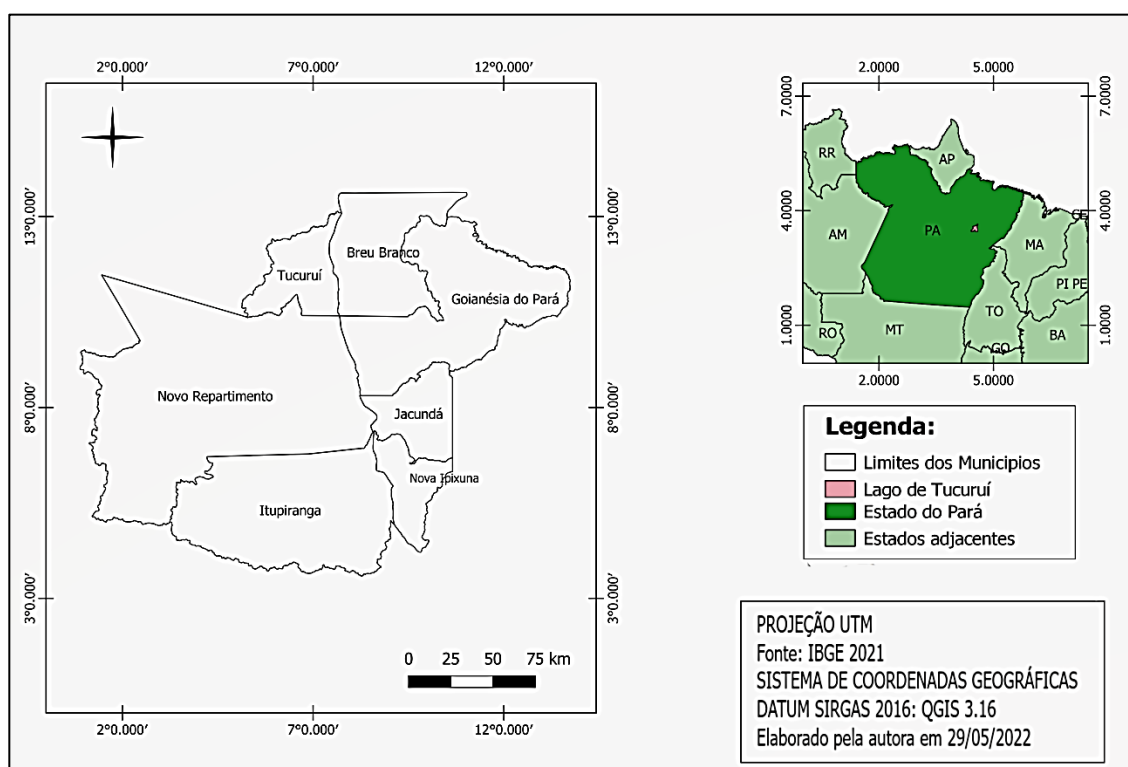 2°0.000’ 7°0.000’ 12°0.000’
13°0.000’ 13°0.000’
Breu Branco
Tucuruí
Goianésia do Pará
Novo Repartimento
8°0.000’ 8°0.000’
Jacundá
Nova Ipixuna
Itupiranga
3°0.000’ 3°0.000’
0 25 50 75 km
2°0.000’ 7°0.000’ 12°0.000’
2.0000 5.0000
7.0000 7.0000
RR AP
4.0000 4.0000
CE
AM PA MA
PI PE
TO
1.0000 1.0000
RO MT BA
GO
2.0000 5.0000
Legenda:
Limites dos Municipios
Lago de Tucuruí
Estado do Pará
Estados adjacentes
PROJEÇÃO UTM
Fonte: IBGE 2021
SISTEMA DE COORDENADAS GEOGRÁFICAS
DATUM SIRGAS 2016: QGIS 3.16
Elaborado pela autora em 29/05/2022